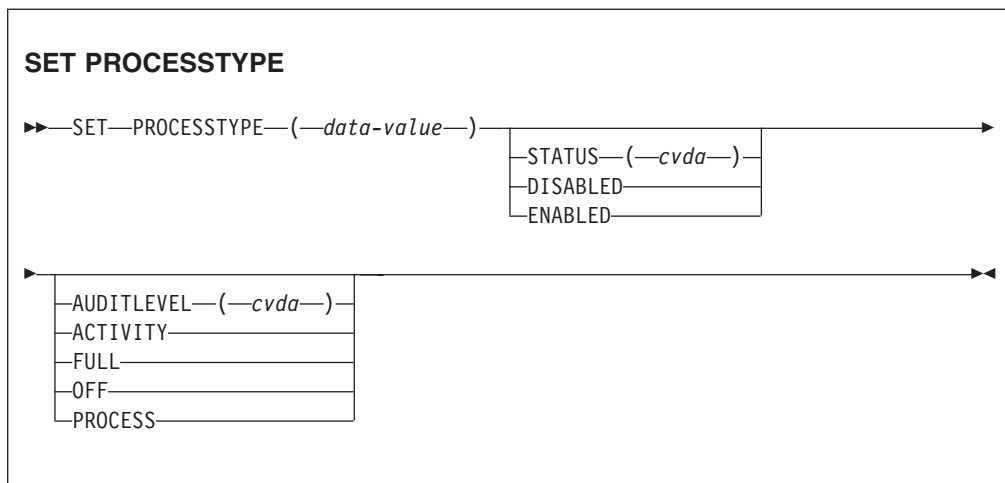 SET PROCESSTYPE
SET PROCESSTYPE ( data-value )
STATUS ( cvda )
DISABLED
ENABLED
AUDITLEVEL ( cvda )
ACTIVITY
FULL
OFF
PROCESS